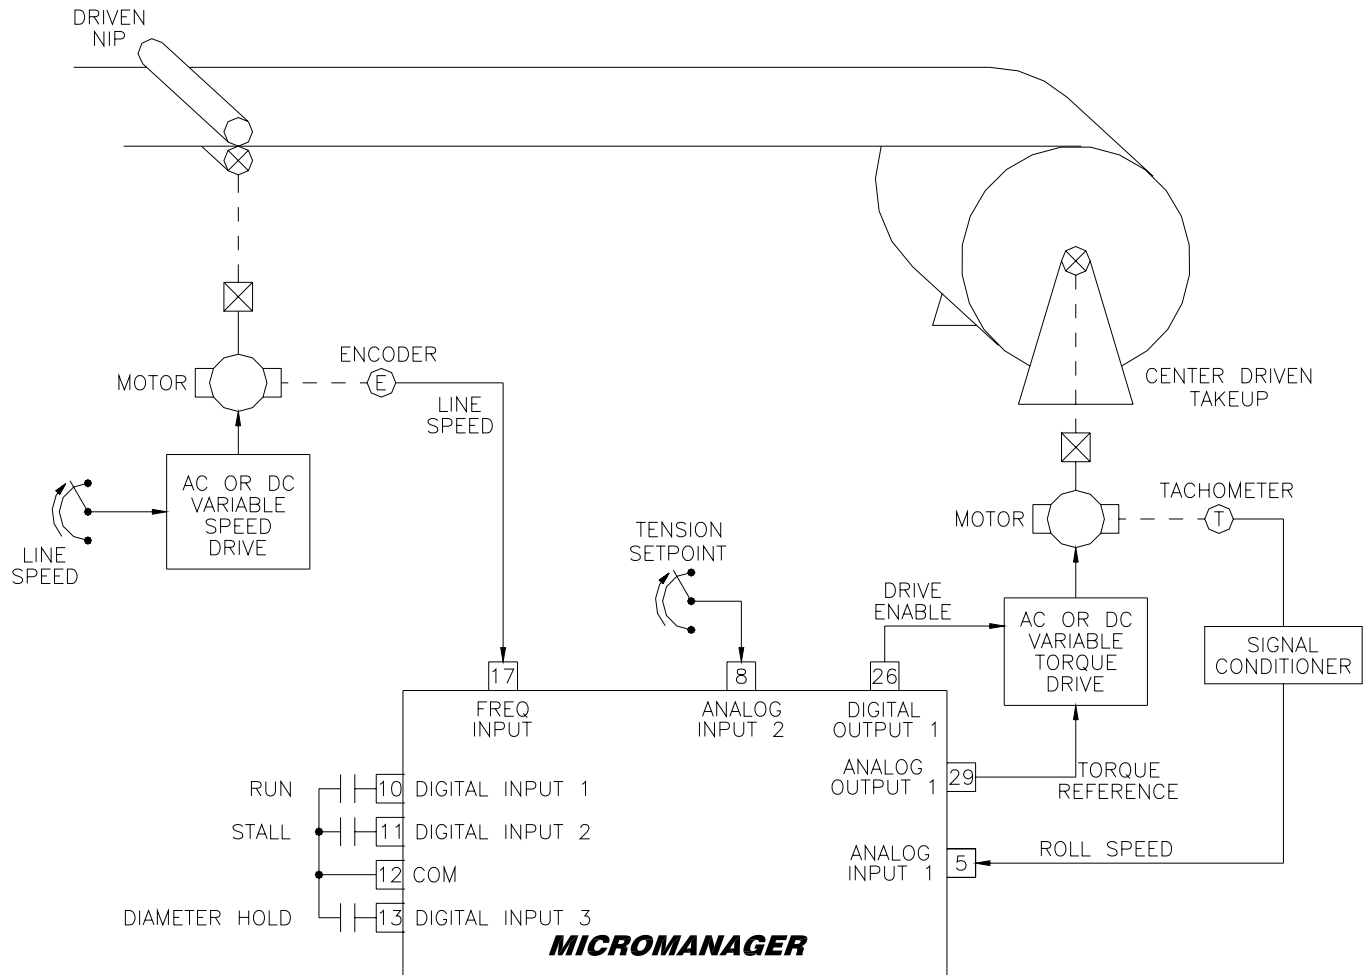 DRIVEN
NIP
ENCODER
MOTOR
E
LINE
SPEED
CENTER DRIVEN
TAKEUP
AC OR DC
VARIABLE
SPEED
DRIVE
LINE
SPEED
TENSION
SETPOINT
TACHOMETER
MOTOR
T
DRIVE
ENABLE
AC OR DC
VARIABLE
TORQUE
DRIVE
SIGNAL
CONDITIONER
17
8
26
FREQ
INPUT
ANALOG
INPUT 2
DIGITAL
OUTPUT 1
ANALOG
OUTPUT 1
29
TORQUE
REFERENCE
RUN
10
DIGITAL INPUT 1
STALL
11
DIGITAL INPUT 2
ANALOG
INPUT 1
5
ROLL SPEED
12
COM
DIAMETER HOLD
13
DIGITAL INPUT 3
MICROMANAGER